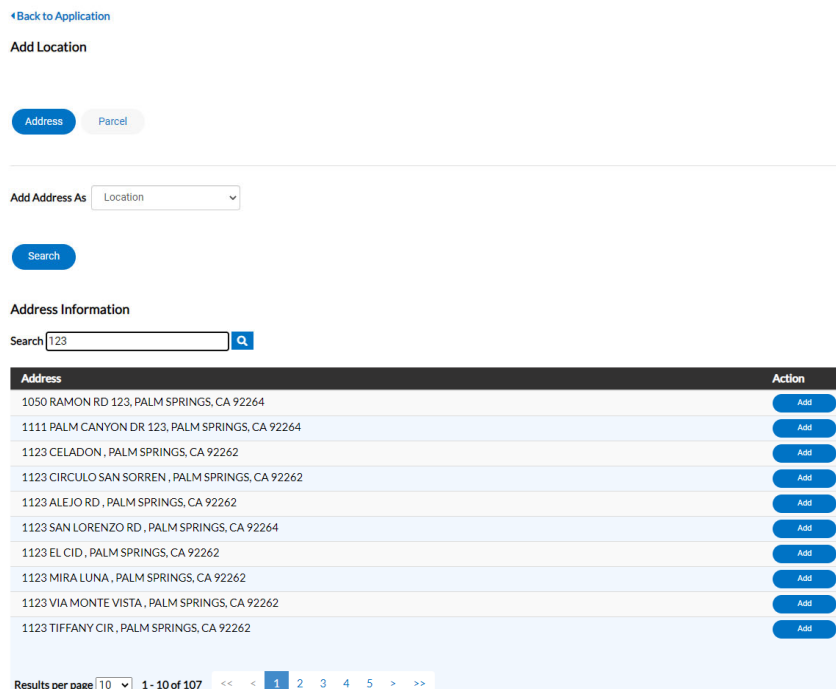 Back to Application
Add Location
Address Parcel
Add Address As Location
Search
Address Information
Search 123
Address Action
1050 RAMON RD 123, PALM SPRINGS, CA 92264 Add
1111 PALM CANYON DR 123, PALM SPRINGS, CA 92264 Add
1123 CELADON , PALM SPRINGS, CA 92262 Add
1123 CIRCULO SAN SORREN , PALM SPRINGS, CA 92262 Add
1123 ALEJO RD , PALM SPRINGS, CA 92262 Add
1123 SAN LORENZO RD , PALM SPRINGS, CA 92264 Add
1123 EL CID , PALM SPRINGS, CA 92262 Add
1123 MIRA LUNA , PALM SPRINGS, CA 92262 Add
1123 VIA MONTE VISTA , PALM SPRINGS, CA 92262 Add
1123 TIFFANY CIR , PALM SPRINGS, CA 92262 Add
Results per page 10 1 - 10 of 107 << < 1 2 3 4 5 > >>